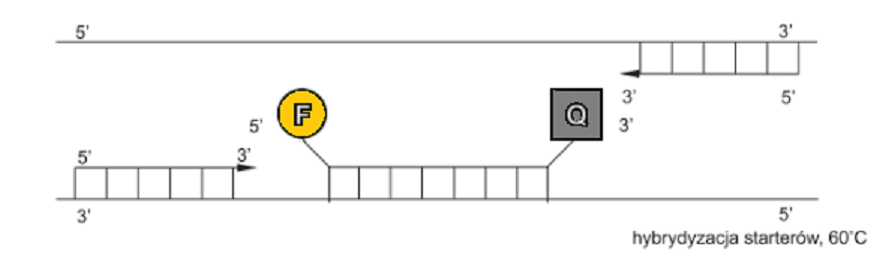 5' 3'
3' 5'
5' F Q 3'
5' 3'
3' 5'
hybrydyzacja starterów, 60°C